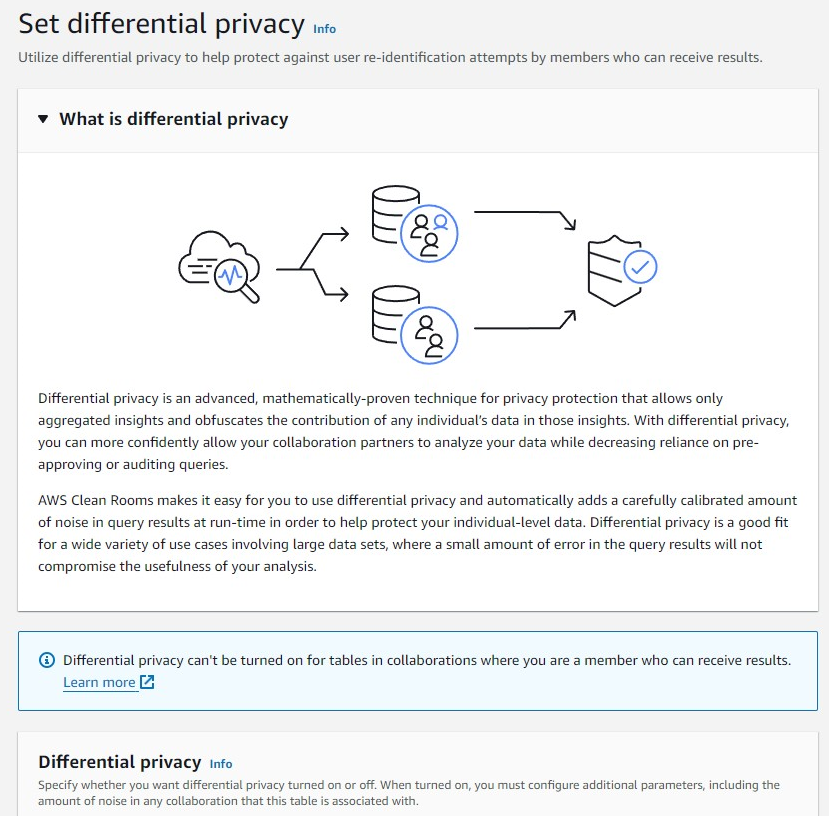 Set differential privacy Info
Utilize differential privacy to help protect against user re-identification attempts by members who can receive results.
What is differential privacy
Differential privacy is an advanced, mathematically-proven technique for privacy protection that allows only
aggregated insights and obfuscates the contribution of any individual's data in those insights. With differential privacy,
you can more confidently allow your collaboration partners to analyze your data while decreasing reliance on pre-
approving or auditing queries.
AWS Clean Rooms makes it easy for you to use differential privacy and automatically adds a carefully calibrated amount
of noise in query results at run-time in order to help protect your individual-level data. Differential privacy is a good fit
for a wide variety of use cases involving large data sets, where a small amount of error in the query results will not
compromise the usefulness of your analysis.
Differential privacy can't be turned on for tables in collaborations where you are a member who can receive results.
Learn more
Differential privacy Info
Specify whether you want differential privacy turned on or off. When turned on, you must configure additional parameters, including the
amount of noise in any collaboration that this table is associated with.